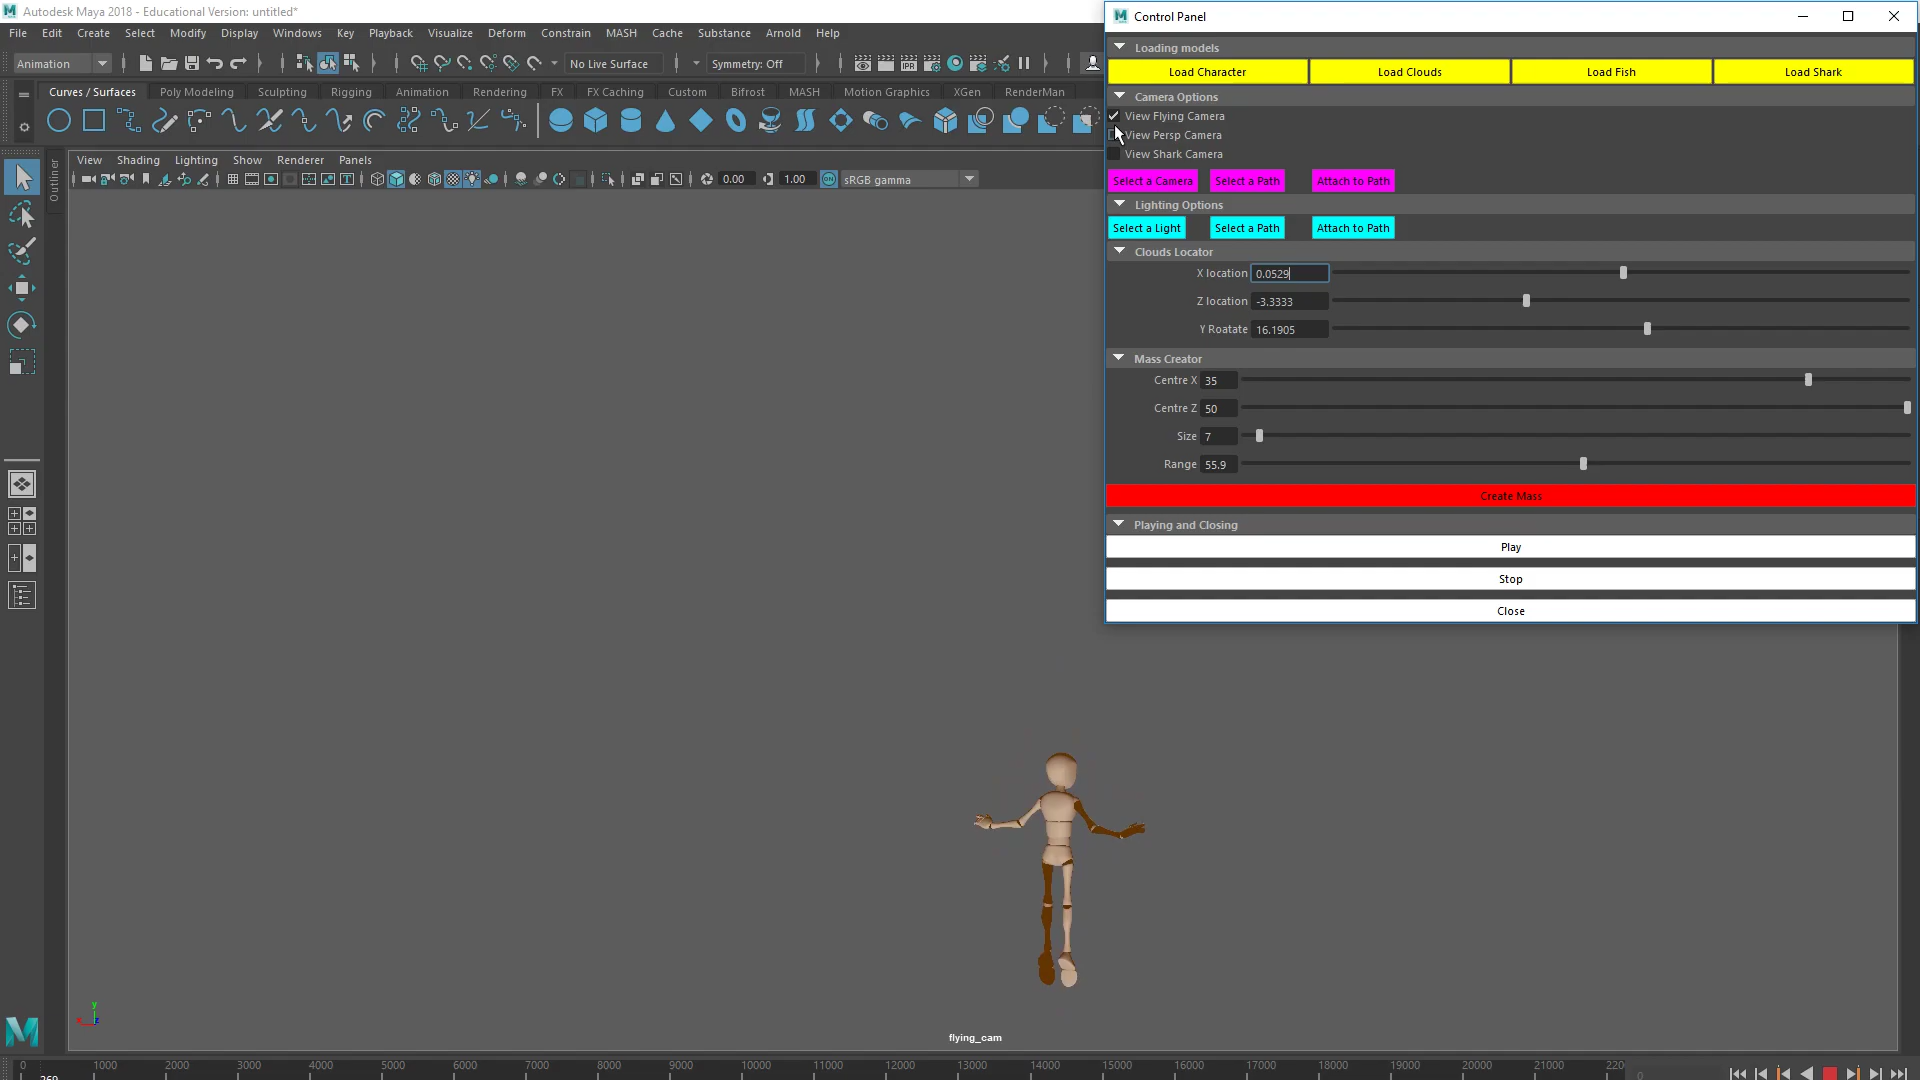 Autodesk Maya 2018 - Educational Version: untitled*
File Edit Create Select Modify Display Windows Key Playback Visualize Deform Constrain MASH Cache Substance Arnold Help
Animation No Live Surface Symmetry: Off
Curves / Surfaces Poly Modeling Sculpting Rigging Animation Rendering FX FX Caching Custom Bifrost MASH Motion Graphics XGen RenderMan
View Shading Lighting Show Renderer Panels
0.00 1.00 ON sRGB gamma
Outliner
Control Panel
Loading models
Load Character Load Clouds Load Fish Load Shark
Camera Options
View Flying Camera
View Persp Camera
View Shark Camera
Select a Camera Select a Path Attach to Path
Lighting Options
Select a Light Select a Path Attach to Path
Clouds Locator
X location 0.0529
Z location -3.3333
Y Roatate 16.1905
Mass Creator
Centre X 35
Centre Z 50
Size 7
Range 55.9
Create Mass
Playing and Closing
Play
Stop
Close
y
x z
flying_cam
0 1000 2000 3000 4000 5000 6000 7000 8000 9000 10000 11000 12000 13000 14000 15000 16000 17000 18000 19000 20000 21000 220
269 0